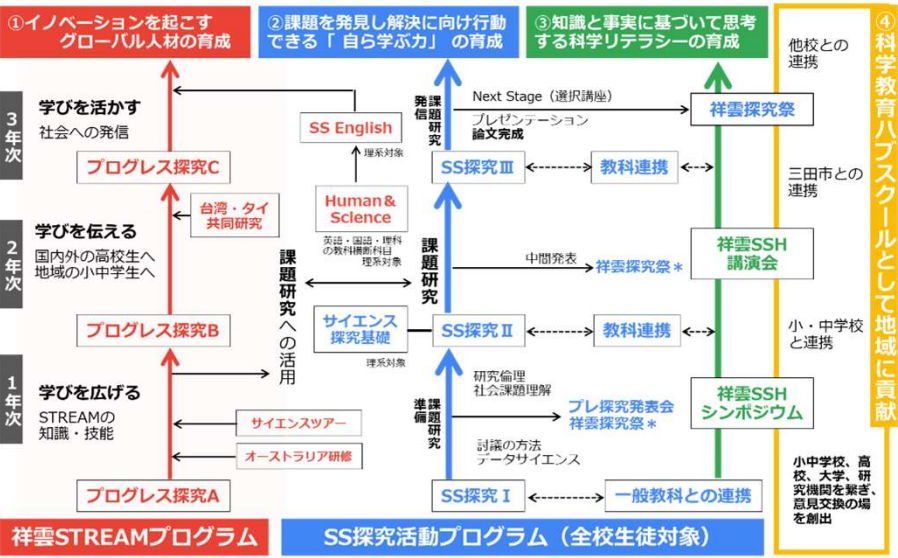 ①イノベーションを起こす
グローバル人材の育成
②課題を発見し解決に向け行動
できる「 自ら学ぶ力」 の育成
③知識と事実に基づいて思考
する科学リテラシーの育成
④科学教育ハブスクールとして地域に貢献
3年次
学びを活かす
社会への発信
プログレス探究C
SS English
理系対象
Human&
Science
英語・国語・理科
の教科横断科目
理系対象
課題研究
発信
Next Stage（選択講座）
プレゼンテーション
論文完成
祥雲探究祭
SS探究Ⅲ
教科連携
他校との
連携
三田市との
連携
2年次
学びを伝える
国内外の高校生へ
地域の小中学生へ
台湾・タイ
共同研究
プログレス探究B
課題研究への活用
サイエンス
探究基礎
理系対象
課題研究
中間発表
祥雲探究祭＊
SS探究Ⅱ
教科連携
祥雲SSH
講演会
小・中学校
と連携
1年次
学びを広げる
STREAMの
知識・技能
サイエンスツアー
オーストラリア研修
プログレス探究A
課題研究
準備
研究倫理
社会課題理解
プレ探究発表会
祥雲探究祭＊
討議の方法
データサイエンス
SS探究Ⅰ
一般教科との連携
祥雲SSH
シンポジウム
小中学校、高
校、大学、研
究機関を繋ぎ、
意見交換の場
を創出
祥雲STREAMプログラム
SS探究活動プログラム（全校生徒対象）